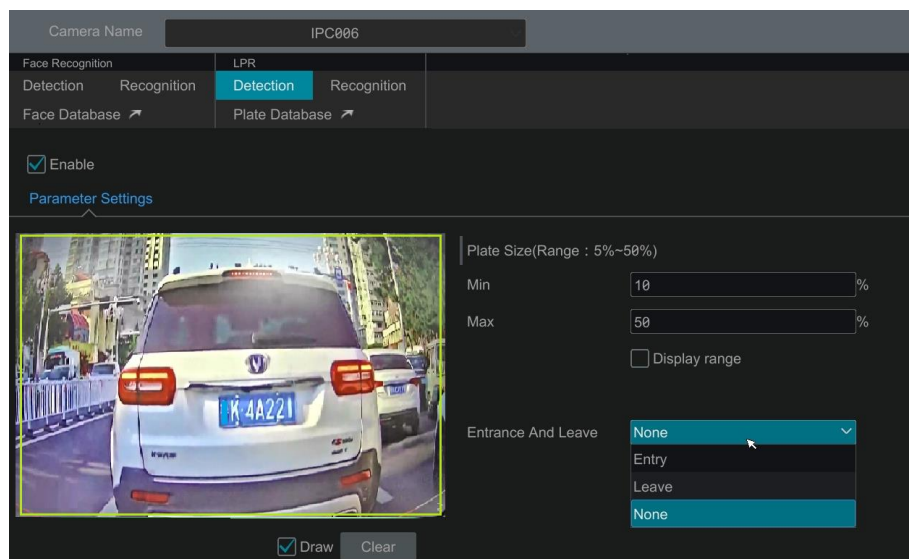 Camera Name IPC006
Face Recognition LPR
Detection Recognition Detection Recognition
Face Database Plate Database
Enable
Parameter Settings
Plate Size(Range : 5%~50%)
Min 10 %
Max 50 %
Display range
K·4A221
Entrance And Leave None
Entry
Leave
None
Draw Clear